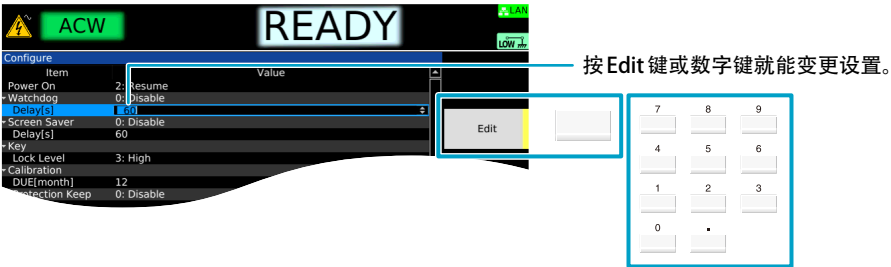 ACW
READY
LAN
LOW
Configure
Item Value
Power On 2: Resume
Watchdog 0: Disable
Delay[s] 60
Screen Saver 0: Disable
Delay[s] 60
Key
Lock Level 3: High
Calibration
DUE[month] 12
Protection Keep 0: Disable
Edit
按Edit键或数字键就能变更设置。
7 8 9
4 5 6
1 2 3
0 .